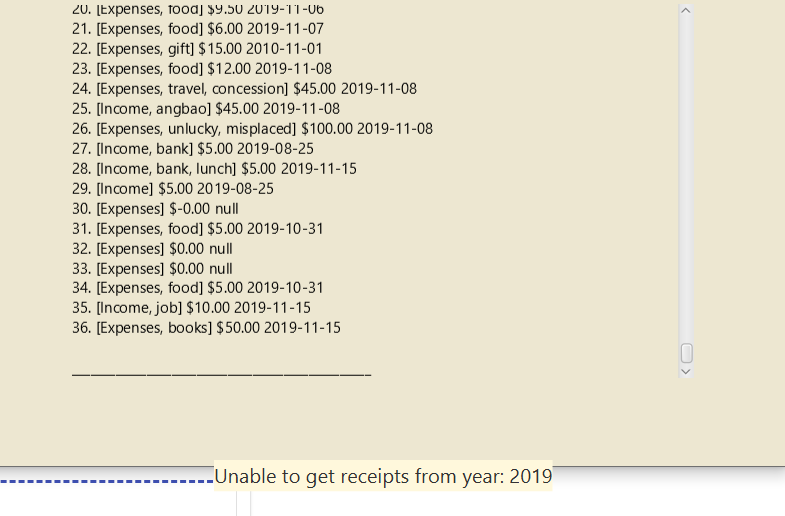 20. [Expenses, food] $9.50 2019-11-06
21. [Expenses, food] $6.00 2019-11-07
22. [Expenses, gift] $15.00 2010-11-01
23. [Expenses, food] $12.00 2019-11-08
24. [Expenses, travel, concession] $45.00 2019-11-08
25. [Income, angbao] $45.00 2019-11-08
26. [Expenses, unlucky, misplaced] $100.00 2019-11-08
27. [Income, bank] $5.00 2019-08-25
28. [Income, bank, lunch] $5.00 2019-11-15
29. [Income] $5.00 2019-08-25
30. [Expenses] $-0.00 null
31. [Expenses, food] $5.00 2019-10-31
32. [Expenses] $0.00 null
33. [Expenses] $0.00 null
34. [Expenses, food] $5.00 2019-10-31
35. [Income, job] $10.00 2019-11-15
36. [Expenses, books] $50.00 2019-11-15
Unable to get receipts from year: 2019